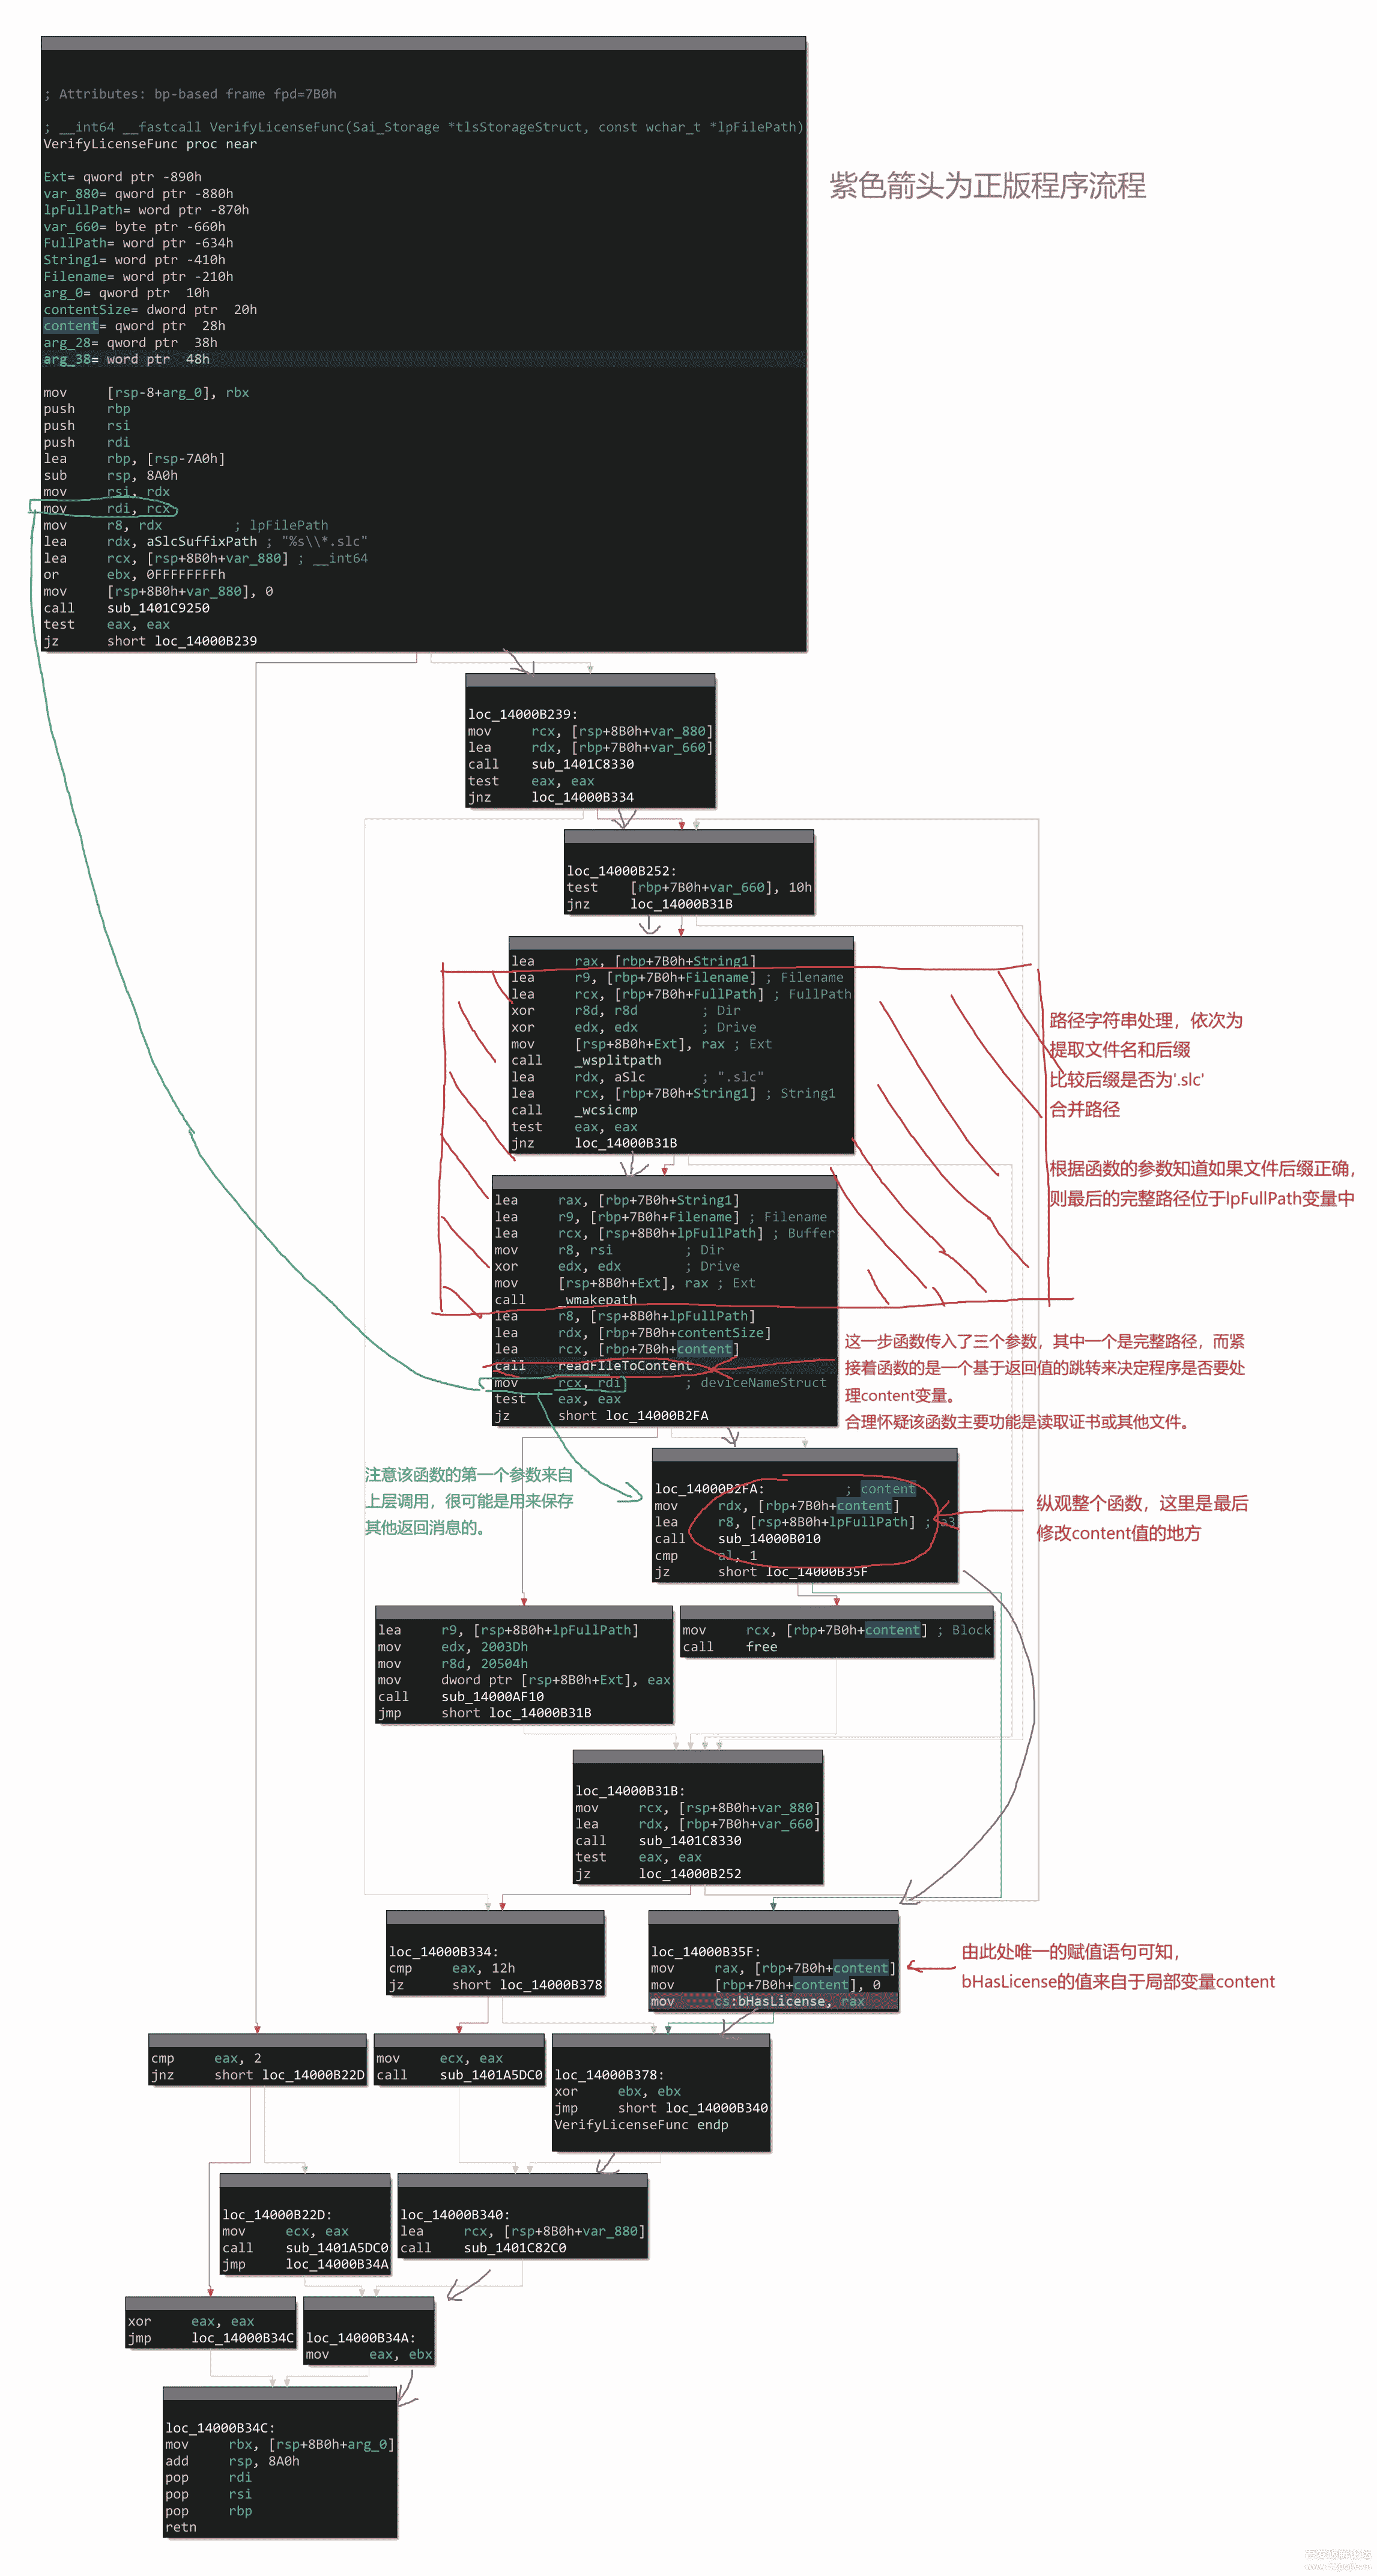 ; Attributes: bp-based frame fpd=7B0h
; __int64 __fastcall VerifyLicenseFunc(Sai_Storage *tlsStorageStruct, const wchar_t *lpFilePath)
VerifyLicenseFunc proc near
紫色箭头为正版程序流程
Ext= qword ptr -890h
var_880= qword ptr -880h
lpFullPath= word ptr -870h
var_660= byte ptr -660h
FullPath= word ptr -634h
String1= word ptr -410h
Filename= word ptr -210h
arg_0= qword ptr  10h
contentSize= dword ptr  20h
content= qword ptr  28h
arg_28= qword ptr  38h
arg_38= word ptr  48h
mov     [rsp-8+arg_0], rbx
push    rbp
push    rsi
push    rdi
lea     rbp, [rsp-7A0h]
sub     rsp, 8A0h
mov     rsi, rdx
mov     rdi, rcx
mov     r8, rdx         ; lpFilePath
lea     rdx, aSlcSuffixPath ; "%s\\*.slc"
lea     rcx, [rsp+8B0h+var_880] ; __int64
or      ebx, 0FFFFFFFFh
mov     [rsp+8B0h+var_880], 0
call    sub_1401C9250
test    eax, eax
jz      short loc_14000B239
loc_14000B239:
mov     rcx, [rsp+8B0h+var_880]
lea     rdx, [rbp+7B0h+var_660]
call    sub_1401C8330
test    eax, eax
jnz     loc_14000B334
loc_14000B252:
test    [rbp+7B0h+var_660], 10h
jnz     loc_14000B31B
lea     rax, [rbp+7B0h+String1]
lea     r9, [rbp+7B0h+Filename] ; Filename
lea     rcx, [rbp+7B0h+FullPath] ; FullPath
xor     r8d, r8d        ; Dir
xor     edx, edx        ; Drive
mov     [rsp+8B0h+Ext], rax ; Ext
call    _wsplitpath
lea     rdx, aSlc       ; ".slc"
lea     rcx, [rbp+7B0h+String1] ; String1
call    _wcsicmp
test    eax, eax
jnz     loc_14000B31B
路径字符串处理，依次为
提取文件名和后缀
比较后缀是否为'.slc'
合并路径
根据函数的参数知道如果文件后缀正确，
则最后的完整路径位于lpFullPath变量中
lea     rax, [rbp+7B0h+String1]
lea     r9, [rbp+7B0h+Filename] ; Filename
lea     rcx, [rsp+8B0h+lpFullPath] ; Buffer
mov     r8, rsi         ; Dir
xor     edx, edx        ; Drive
mov     [rsp+8B0h+Ext], rax ; Ext
call    _wmakepath
lea     r8, [rsp+8B0h+lpFullPath]
lea     rdx, [rbp+7B0h+contentSize]
lea     rcx, [rbp+7B0h+content]
call    readFileToContent
mov     rcx, rdi        ; deviceNameStruct
test    eax, eax
jz      short loc_14000B2FA
这一步函数传入了三个参数，其中一个是完整路径，而紧
接着函数的是一个基于返回值的跳转来决定程序是否要处
理content变量。
合理怀疑该函数主要功能是读取证书或其他文件。
注意该函数的第一个参数来自
上层调用，很可能是用来保存
其他返回消息的。
loc_14000B2FA:          ; content
mov     rdx, [rbp+7B0h+content]
lea     r8, [rsp+8B0h+lpFullPath] ; a3
call    sub_14000B010
cmp     al, 1
jz      short loc_14000B35F
纵观整个函数，这里是最后
修改content值的地方
lea     r9, [rsp+8B0h+lpFullPath]
mov     edx, 2003Dh
mov     r8d, 20504h
mov     dword ptr [rsp+8B0h+Ext], eax
call    sub_14000AF10
jmp     short loc_14000B31B
mov     rcx, [rbp+7B0h+content] ; Block
call    free
loc_14000B31B:
mov     rcx, [rsp+8B0h+var_880]
lea     rdx, [rbp+7B0h+var_660]
call    sub_1401C8330
test    eax, eax
jz      loc_14000B252
loc_14000B334:
cmp     eax, 12h
jz      short loc_14000B378
loc_14000B35F:
mov     rax, [rbp+7B0h+content]
mov     [rbp+7B0h+content], 0
mov     cs:bHasLicense, rax
由此处唯一的赋值语句可知，
bHasLicense的值来自于局部变量content
cmp     eax, 2
jnz     short loc_14000B22D
mov     ecx, eax
call    sub_1401A5DC0
loc_14000B378:
xor     ebx, ebx
jmp     short loc_14000B340
VerifyLicenseFunc endp
loc_14000B22D:
mov     ecx, eax
call    sub_1401A5DC0
jmp     loc_14000B34A
loc_14000B340:
lea     rcx, [rsp+8B0h+var_880]
call    sub_1401C82C0
xor     eax, eax
jmp     loc_14000B34C
loc_14000B34A:
mov     eax, ebx
loc_14000B34C:
mov     rbx, [rsp+8B0h+arg_0]
add     rsp, 8A0h
pop     rdi
pop     rsi
pop     rbp
retn